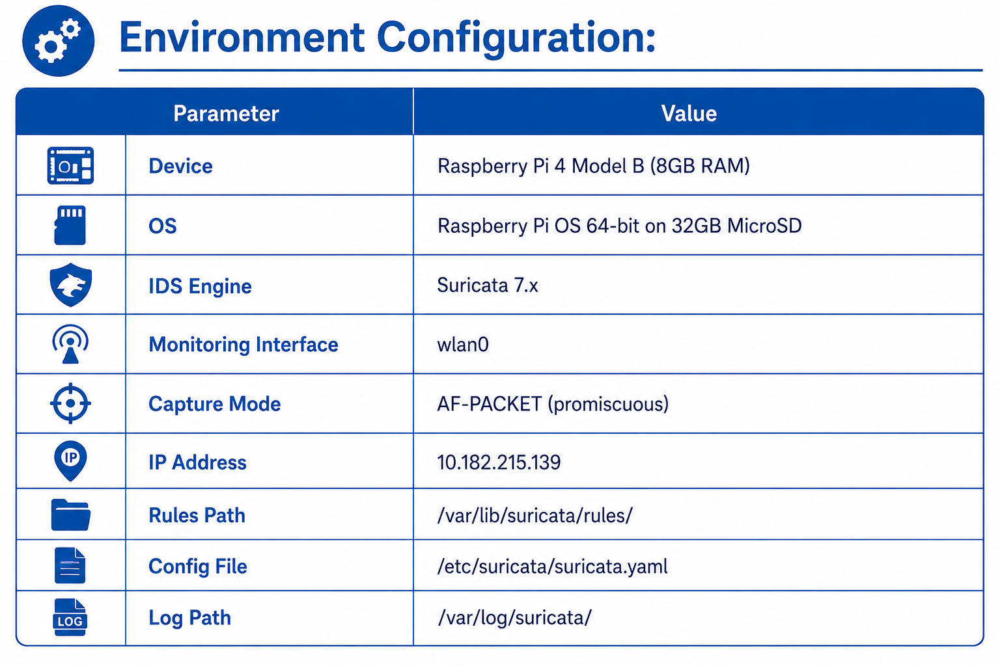 Environment Configuration:
Parameter Value
Device Raspberry Pi 4 Model B (8GB RAM)
OS Raspberry Pi OS 64-bit on 32GB MicroSD
IDS Engine Suricata 7.x
Monitoring Interface wlan0
Capture Mode AF-PACKET (promiscuous)
IP IP Address 10.182.215.139
Rules Path /var/lib/suricata/rules/
Config File /etc/suricata/suricata.yaml
LOG Log Path /var/log/suricata/